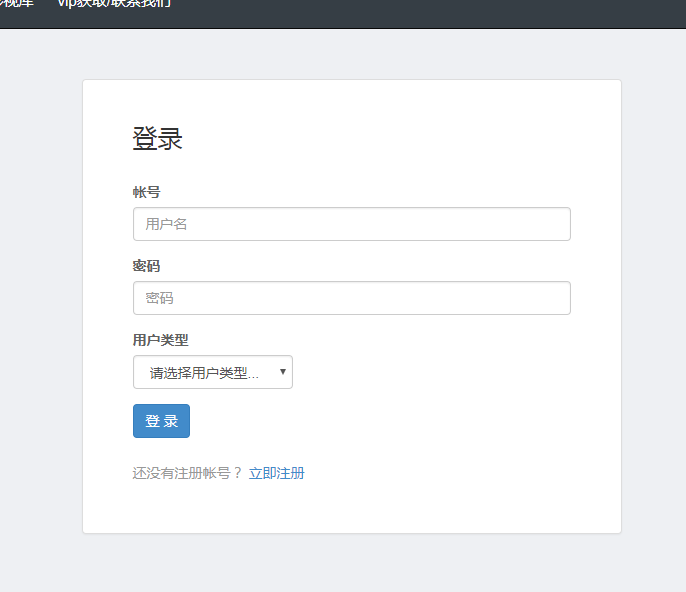 视库 vip获取/联系我们
登录
帐号
用户名
密码
密码
用户类型
请选择用户类型...
登 录
还没有注册帐号？ 立即注册